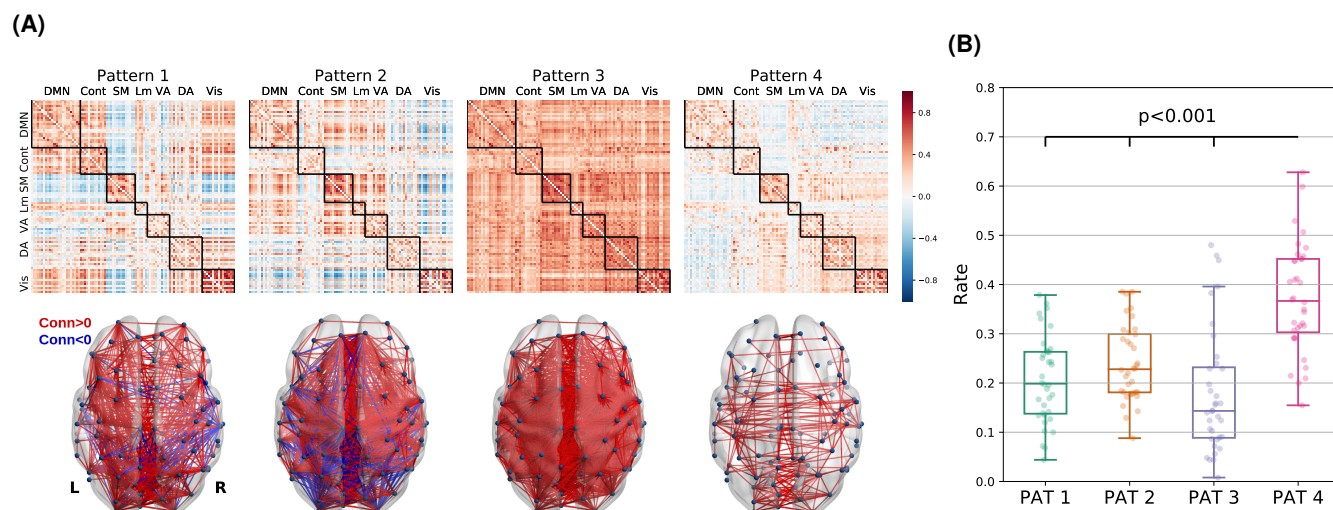 (A)
(B)
Pattern 1
Pattern 2
Pattern 3
Pattern 4
DMN Cont SM Lm VA DA Vis
DMN Cont SM Lm VA DA Vis
DMN Cont SM Lm VA DA Vis
DMN Cont SM Lm VA DA Vis
DMN
Cont
SM
Lm
VA
DA
Vis
0.8
0.4
0.0
−0.4
−0.8
Conn>0
Conn<0
L
R
p<0.001
Rate
0.8
0.7
0.6
0.5
0.4
0.3
0.2
0.1
0.0
PAT 1 PAT 2 PAT 3 PAT 4